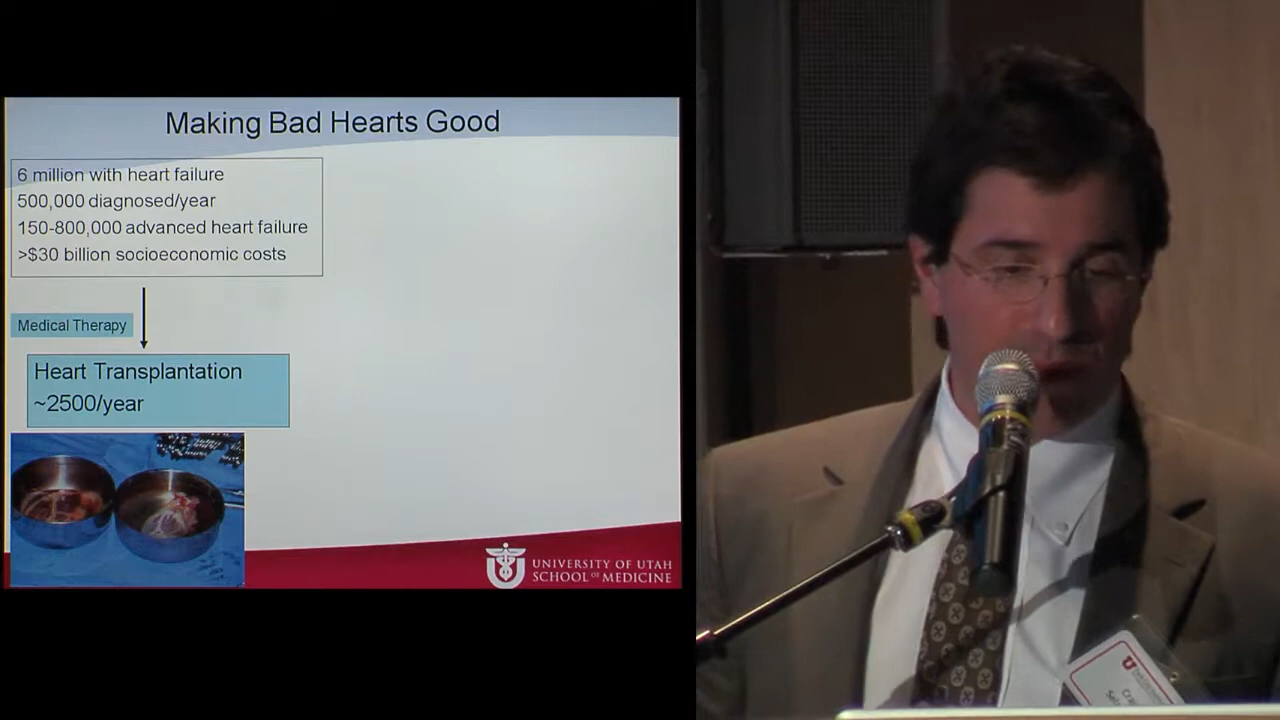 Making Bad Hearts Good
6 million with heart failure
500,000 diagnosed/year
150-800,000 advanced heart failure
>$30 billion socioeconomic costs
Medical Therapy
Heart Transplantation
~2500/year
UNIVERSITY OF UTAH
SCHOOL OF MEDICINE
U